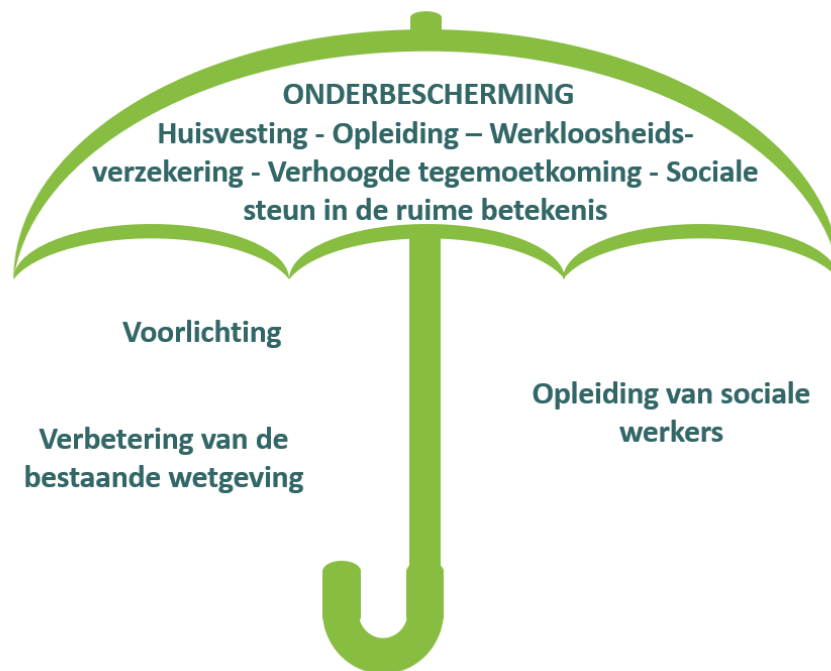 ONDERBESCHERMING
Huisvesting - Opleiding – Werkloosheids-
verzekering - Verhoogde tegemoetkoming - Sociale
steun in de ruime betekenis
Voorlichting
Verbetering van de
bestaande wetgeving
Opleiding van sociale
werkers